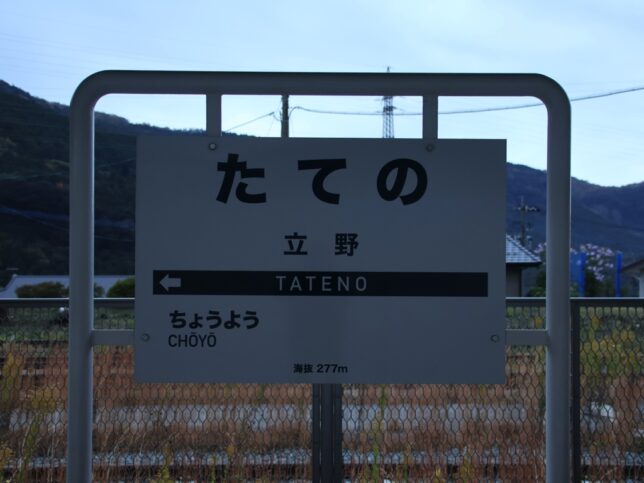 たての
立野
TATENO
ちょうよう
CHŌYŌ
海抜 277m